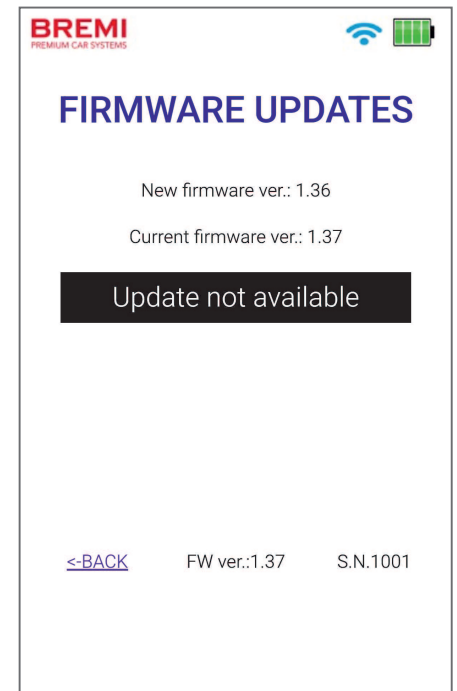 BREMI
PREMIUM CAR SYSTEMS
FIRMWARE UPDATES
New firmware ver.: 1.36
Current firmware ver.: 1.37
Update not available
<-BACK FW ver.:1.37 S.N.1001